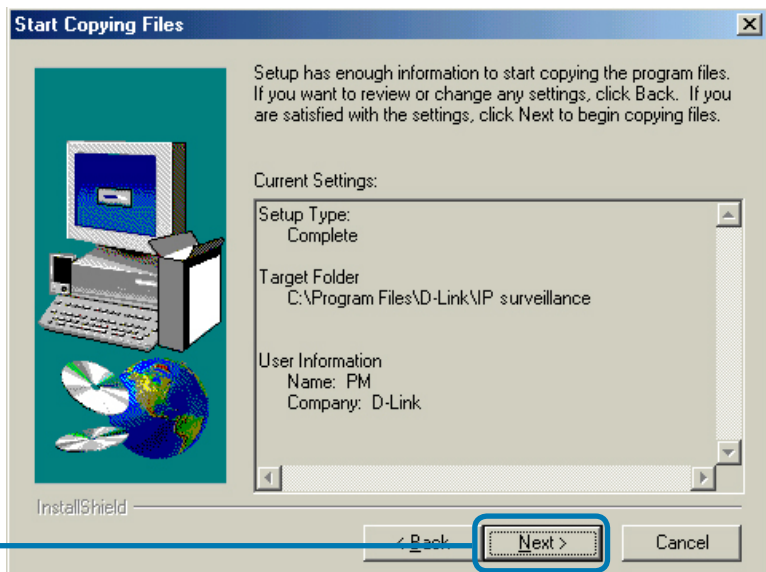 Start Copying Files
Setup has enough information to start copying the program files.
If you want to review or change any settings, click Back. If you
are satisfied with the settings, click Next to begin copying files.
Current Settings:
Setup Type:
Complete
Target Folder
C:\Program Files\D-Link\IP surveillance
User Information
Name: PM
Company: D-Link
InstallShield
< Back
Next >
Cancel